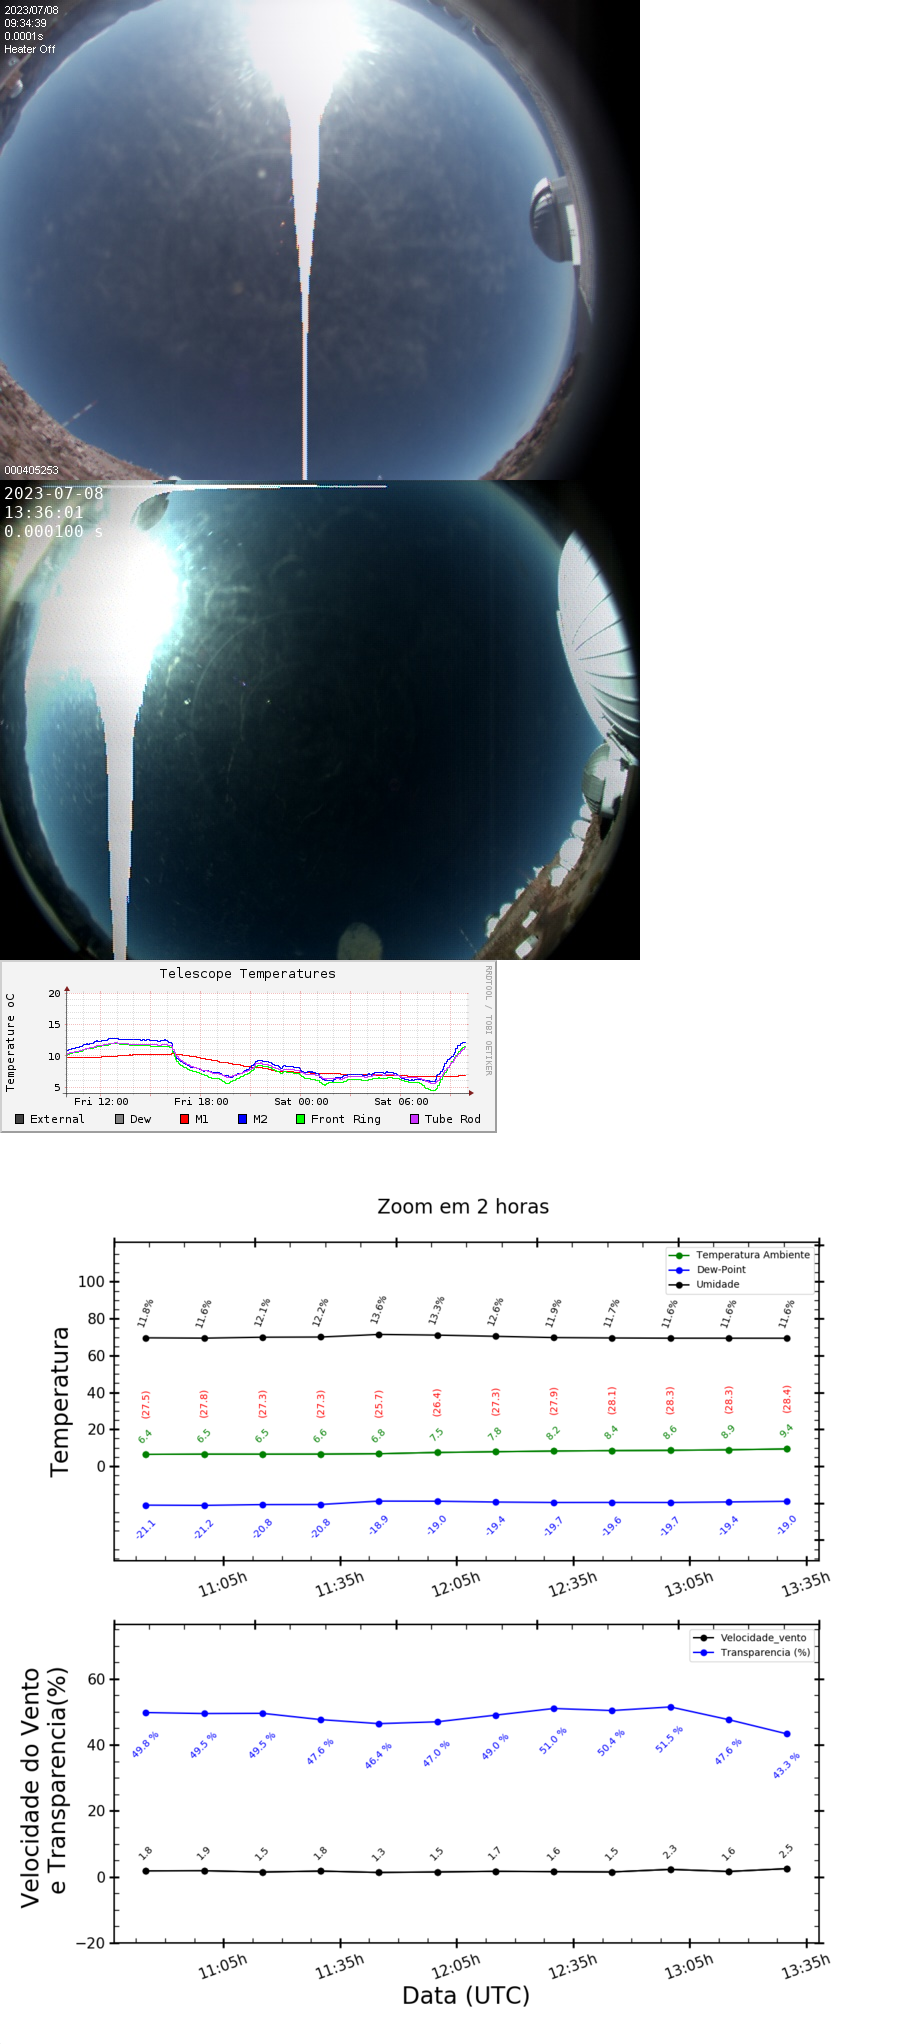 2023/07/08
09:34:39
0.0001s
Heater Off
000405253
2023-07-08
13:36:01
0.000100 s
Telescope Temperatures
RRDTOOL / TOBI OETIKER
Temperature oC
20
15
10
5
Fri 12:00 Fri 18:00 Sat 00:00 Sat 06:00
External Dew M1 M2 Front Ring Tube Rod
Zoom em 2 horas
Temperatura Ambiente
Dew-Point
Umidade
Temperatura
100
80
60
40
20
0
11.8% 11.6% 12.1% 12.2% 13.6% 13.3% 12.6% 11.9% 11.7% 11.6% 11.6% 11.6%
(27.5) (27.8) (27.3) (27.3) (25.7) (26.4) (27.3) (27.9) (28.1) (28.3) (28.3) (28.4)
6.4 6.5 6.5 6.6 6.8 7.5 7.8 8.2 8.4 8.6 8.9 9.4
-21.1 -21.2 -20.8 -20.8 -18.9 -19.0 -19.4 -19.7 -19.6 -19.7 -19.4 -19.0
11:05h 11:35h 12:05h 12:35h 13:05h 13:35h
Velocidade_vento
Transparencia (%)
Velocidade do Vento
e Transparencia(%)
60
40
20
0
−20
49.8 % 49.5 % 49.5 % 47.6 % 46.4 % 47.0 % 49.0 % 51.0 % 50.4 % 51.5 % 47.6 % 43.3 %
1.8 1.9 1.5 1.8 1.3 1.5 1.7 1.6 1.5 2.3 1.6 2.5
11:05h 11:35h 12:05h 12:35h 13:05h 13:35h
Data (UTC)